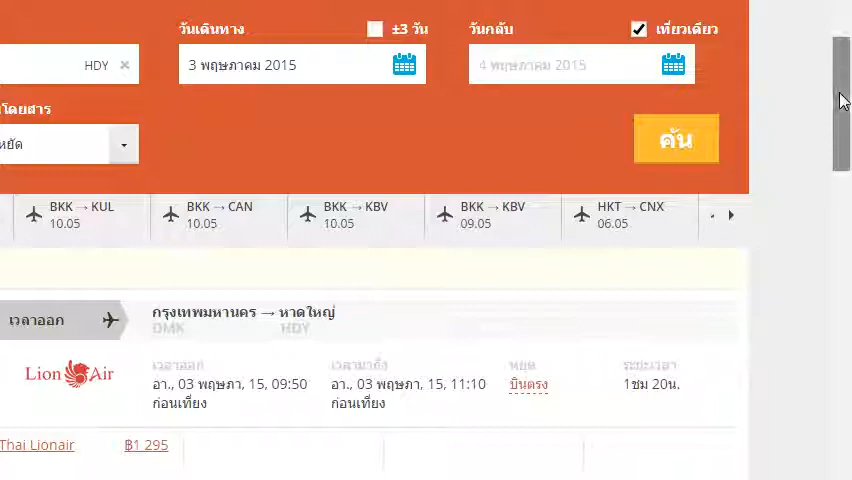 วันเดินทาง ±3 วัน วันกลับ เที่ยวเดียว
HDY × 3 พฤษภาคม 2015 4 พฤษภาคม 2015
โดยสาร
หยัด
ค้น
BKK → KUL BKK → CAN BKK → KBV BKK → KBV HKT → CNX
10.05 10.05 10.05 09.05 06.05
เวลาออก กรุงเทพมหานคร → หาดใหญ่
DMK HDY
Lion Air
เวลาออก เวลามาถึง หยุด ระยะเวลา
อา., 03 พฤษภา, 15, 09:50 อา., 03 พฤษภา, 15, 11:10 บินตรง 1ชม 20น.
ก่อนเที่ยง ก่อนเที่ยง
Thai Lionair ฿1 295